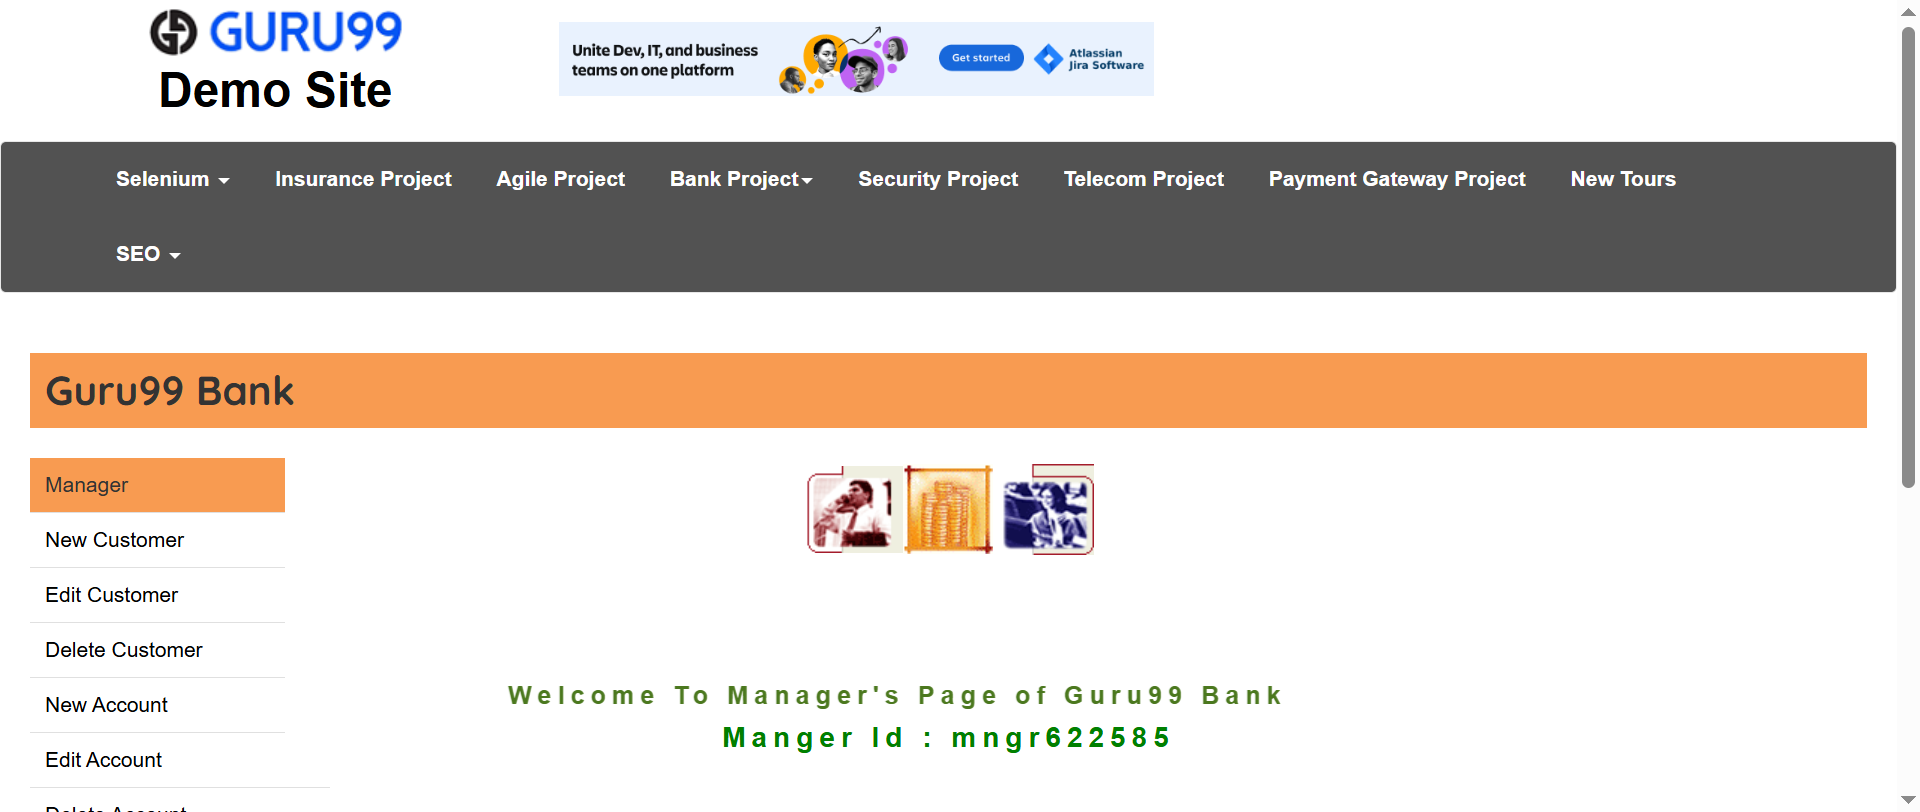 GURU99
Demo Site
Unite Dev, IT, and business
teams on one platform
Get started
Atlassian
Jira Software
Selenium
Insurance Project
Agile Project
Bank Project
Security Project
Telecom Project
Payment Gateway Project
New Tours
SEO
Guru99 Bank
Manager
New Customer
Edit Customer
Delete Customer
New Account
Edit Account
Delete Account
Welcome To Manager's Page of Guru99 Bank
Manger Id : mngr622585